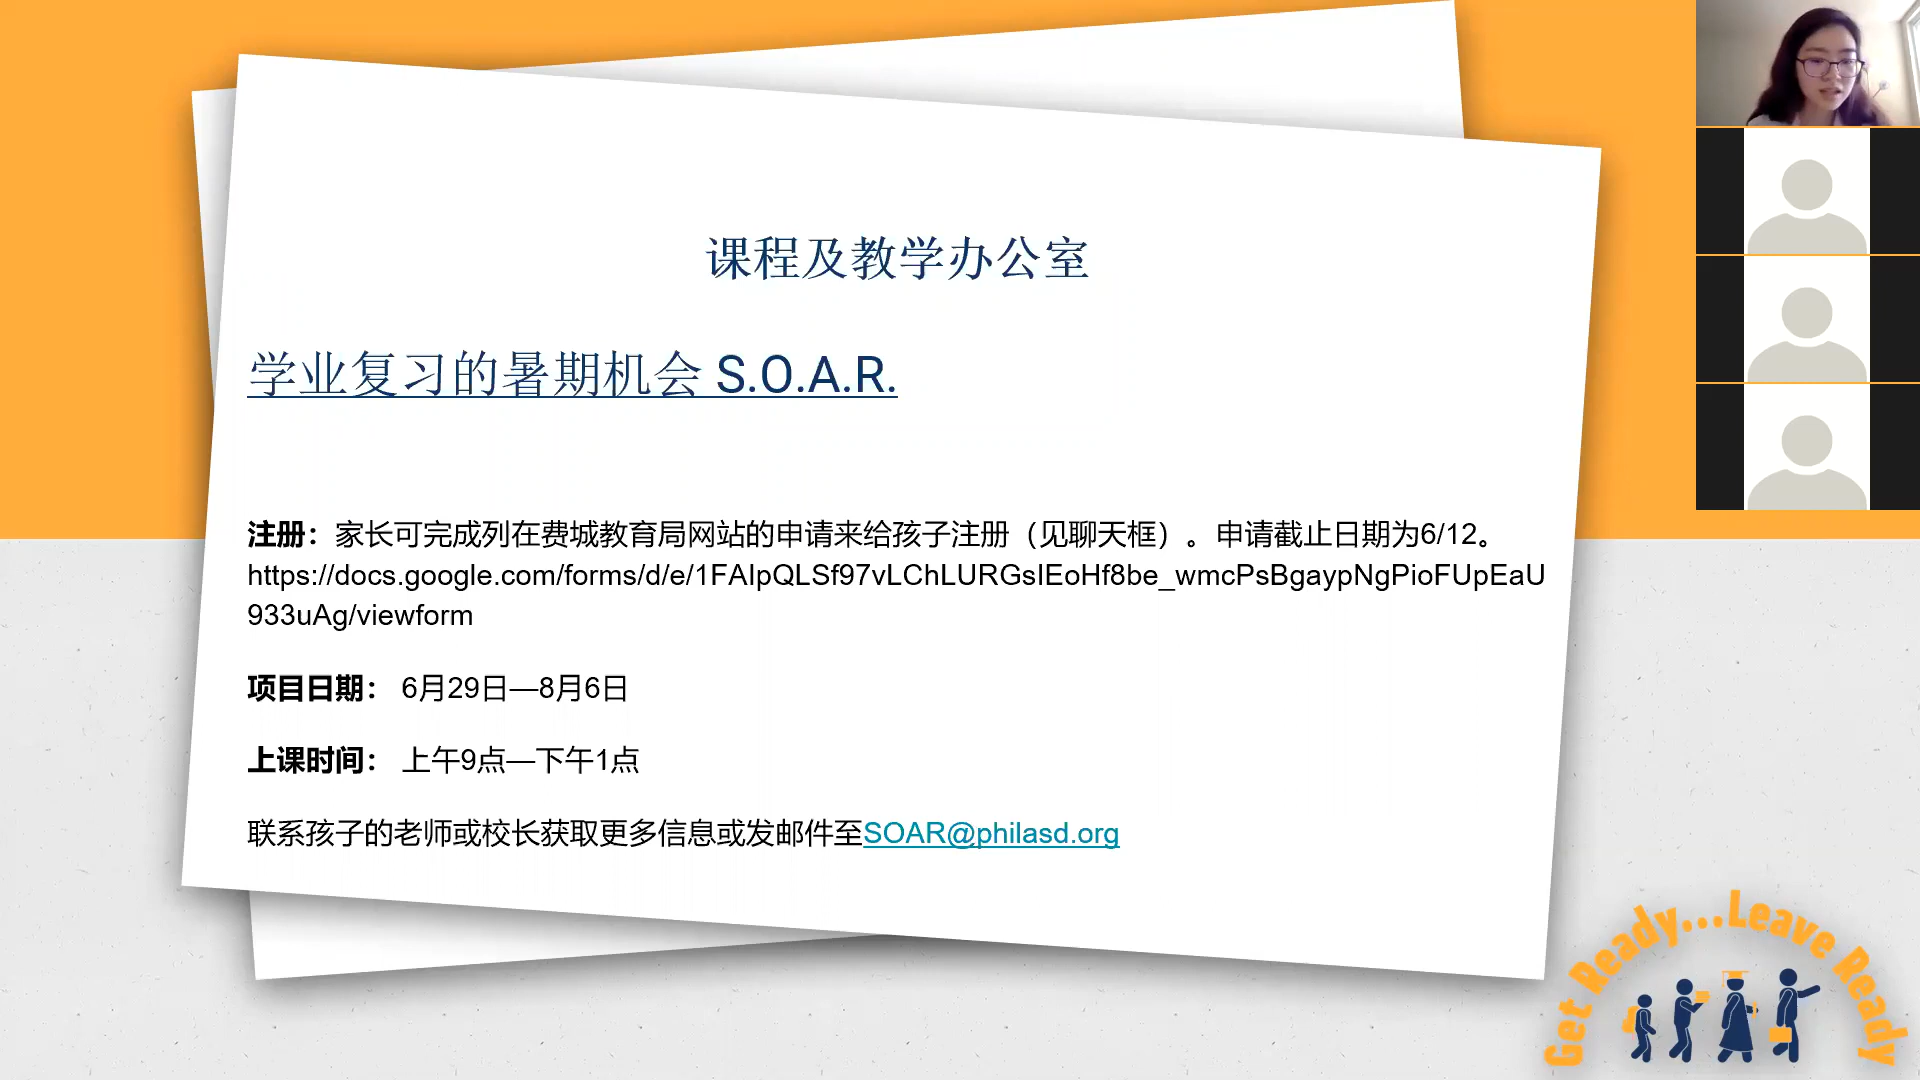 课程及教学办公室
学业复习的暑期机会 S.O.A.R.
注册：家长可完成列在费城教育局网站的申请来给孩子注册（见聊天框）。申请截止日期为6/12。
https://docs.google.com/forms/d/e/1FAIpQLSf97vLChLURGsIEoHf8be_wmcPsBgaypNgPioFUpEaU
933uAg/viewform
项目日期： 6月29日—8月6日
上课时间： 上午9点—下午1点
联系孩子的老师或校长获取更多信息或发邮件至SOAR@philasd.org
Get Ready...Leave Ready